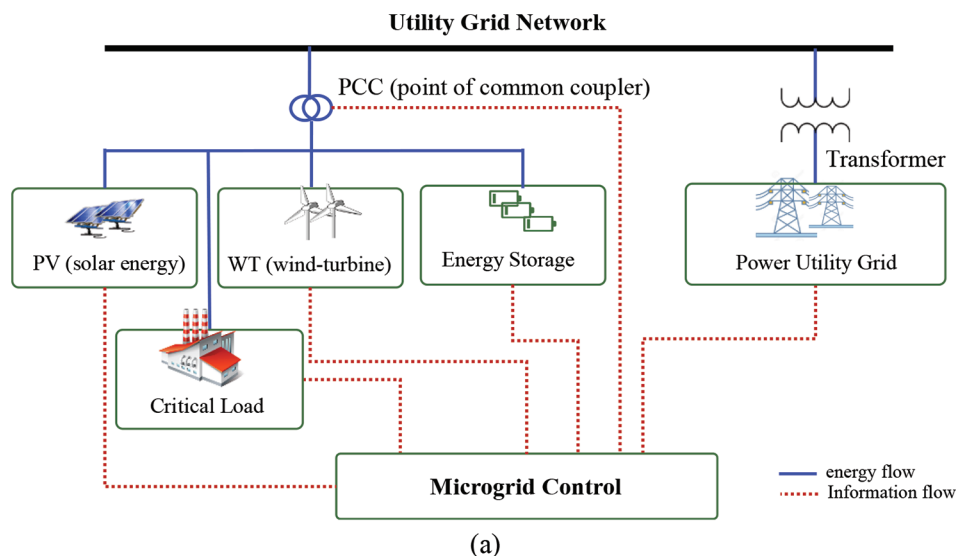 Utility Grid Network
PCC (point of common coupler)
Transformer
PV (solar energy)
WT (wind-turbine)
Energy Storage
Power Utility Grid
Critical Load
Microgrid Control
energy flow
Information flow
(a)